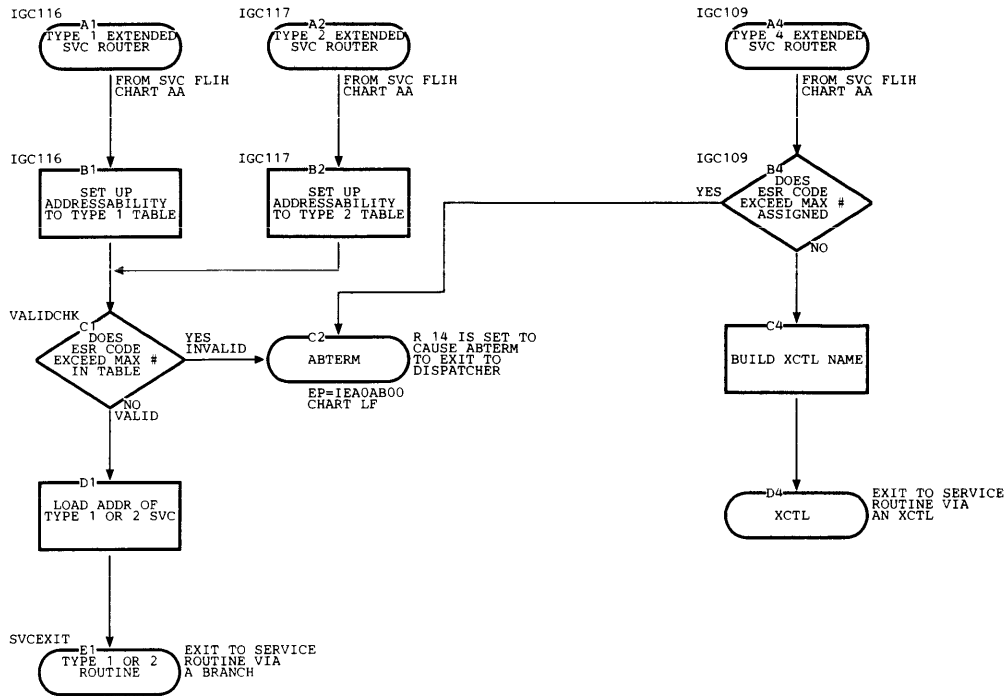 IGC116
A1
TYPE 1 EXTENDED
SVC ROUTER
IGC117
A2
TYPE 2 EXTENDED
SVC ROUTER
IGC109
A4
TYPE 4 EXTENDED
SVC ROUTER
FROM SVC FLIH
CHART AA
FROM SVC FLIH
CHART AA
FROM SVC FLIH
CHART AA
IGC116
B1
SET UP
ADDRESSABILITY
TO TYPE 1 TABLE
IGC117
B2
SET UP
ADDRESSABILITY
TO TYPE 2 TABLE
IGC109
B4
DOES
ESR CODE
EXCEED MAX #
ASSIGNED
YES
NO
VALIDCHK
C1
DOES
ESR CODE
EXCEED MAX #
IN TABLE
YES
INVALID
NO
VALID
C2
ABTERM
R 14 IS SET TO
CAUSE ABTERM
TO EXIT TO
DISPATCHER
EP=IEA0AB00
CHART LF
C4
BUILD XCTL NAME
D1
LOAD ADDR OF
TYPE 1 OR 2 SVC
D4
XCTL
EXIT TO SERVICE
ROUTINE VIA
AN XCTL
SVCEXIT
E1
TYPE 1 OR 2
ROUTINE
EXIT TO SERVICE
ROUTINE VIA
A BRANCH